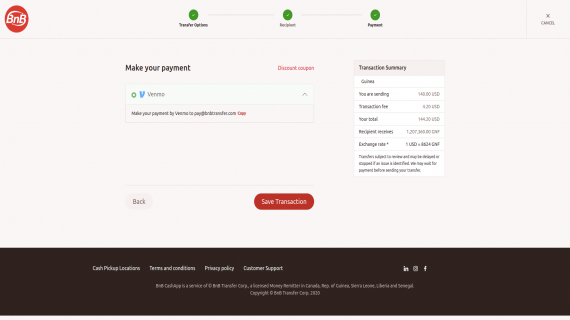 BnB
Transfer Options
Recipient
Payment
CANCEL
Make your payment
Discount coupon
Venmo
Make your payment by Venmo to pay@bnbtransfer.com Copy
Back
Save Transaction
Transaction Summary
Guinea
You are sending 140.00 USD
Transaction fee 4.20 USD
Your total 144.20 USD
Recipient receives 1,207,360.00 GNF
Exchange rate * 1 USD = 8624 GNF
Transfers subject to review and may be delayed or
stopped if an issue is identified. We may wait for
payment before sending your transfer.
Cash Pickup Locations Terms and conditions Privacy policy Customer Support
BnB CashApp is a service of © BnB Transfer Corp., a licensed Money Remitter in Canada, Rep. of Guinea, Sierra Leone, Liberia and Senegal.
Copyright © BnB Transfer Corp. 2020